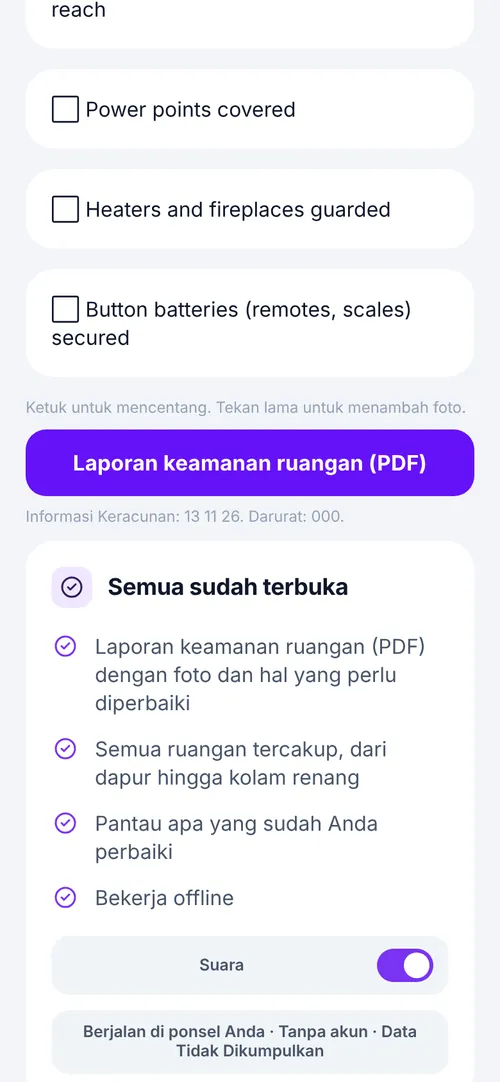 reach
Power points covered
Heaters and fireplaces guarded
Button batteries (remotes, scales)
secured
Ketuk untuk mencentang. Tekan lama untuk menambah foto.
Laporan keamanan ruangan (PDF)
Informasi Keracunan: 13 11 26. Darurat: 000.
Semua sudah terbuka
Laporan keamanan ruangan (PDF)
dengan foto dan hal yang perlu
diperbaiki
Semua ruangan tercakup, dari
dapur hingga kolam renang
Pantau apa yang sudah Anda
perbaiki
Bekerja offline
Suara
Berjalan di ponsel Anda · Tanpa akun · Data
Tidak Dikumpulkan